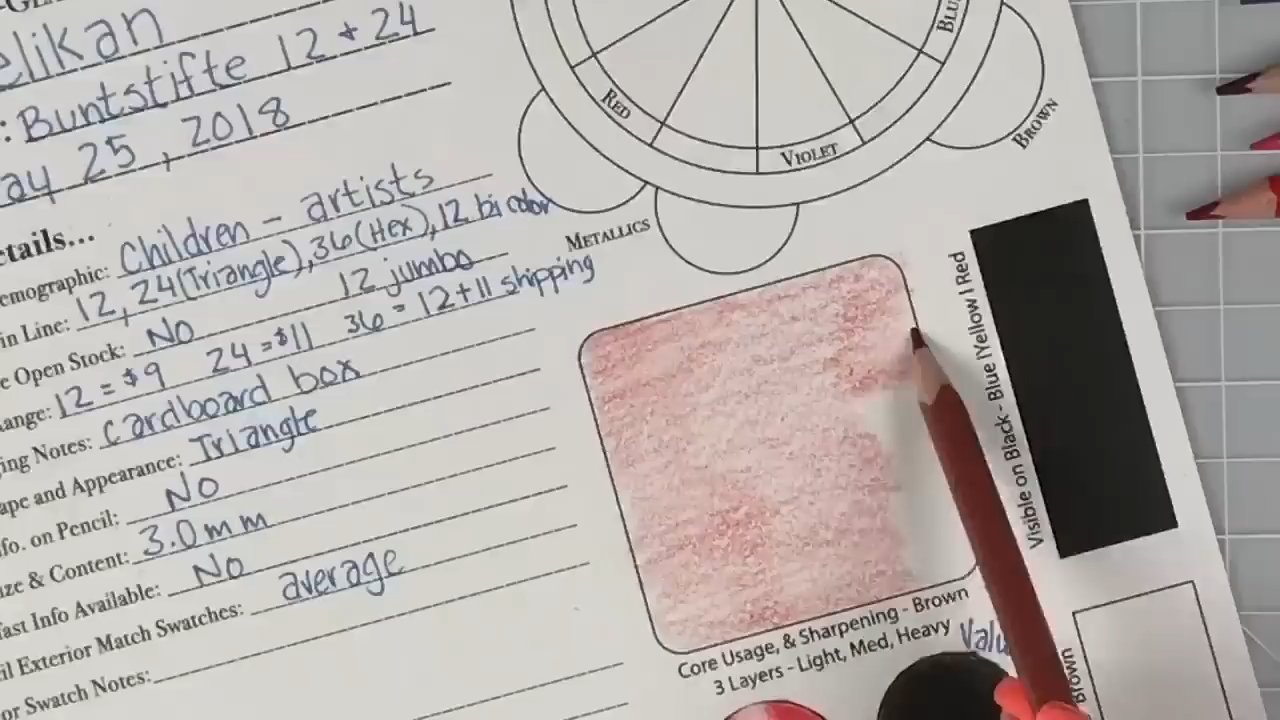 elikan
: Buntstifte 12 + 24
ay 25, 2018
etails...
emographic: Children - artists
in Line: 12, 24(Triangle), 36(Hex), 12 bi color
12 jumbo
e Open Stock: No
ange: 12 = $9 24 = $11 36 = 12+11 shipping
ing Notes: cardboard box
ape and Appearance: Triangle
fo. on Pencil: No
ize & Content: 3.0mm
fast Info Available: No
il Exterior Match Swatches: average
or Swatch Notes:
RED
VIOLET
BLU
BROWN
METALLICS
Visible on Black - Blue |Yellow | Red
Core Usage, & Sharpening - Brown
3 Layers - Light, Med, Heavy
Valu
Brown